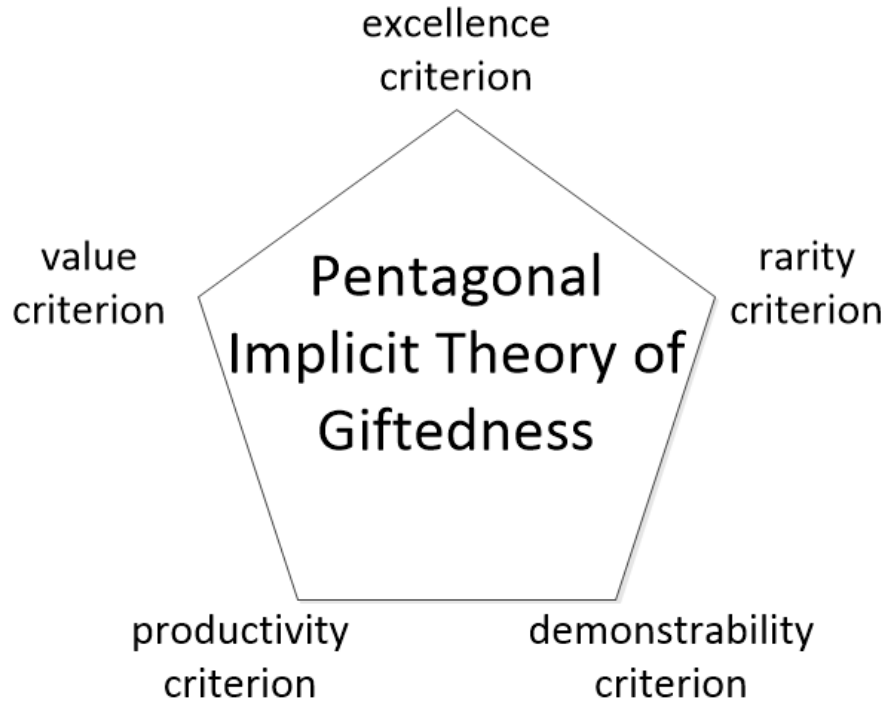 excellence
criterion
value
criterion
rarity
criterion
Pentagonal
Implicit Theory of
Giftedness
productivity
criterion
demonstrability
criterion